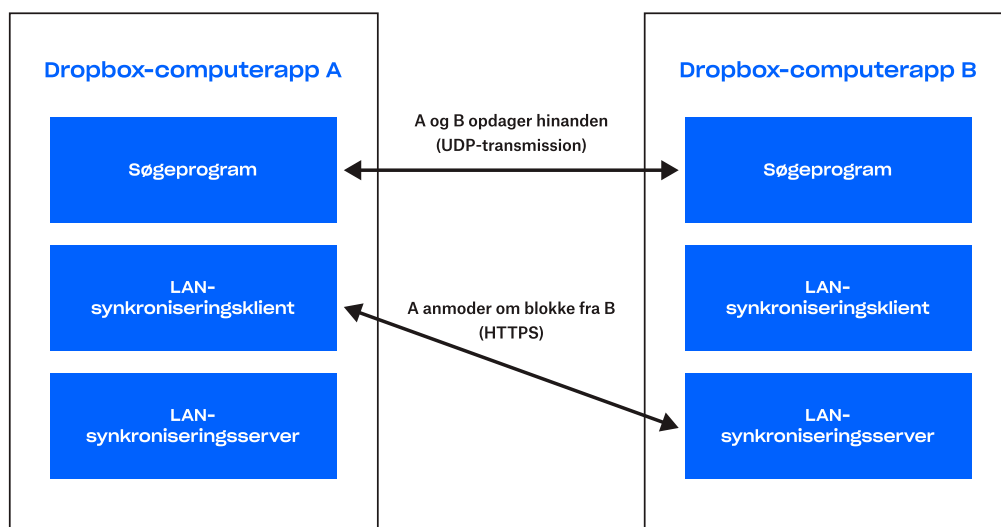 Dropbox-computerapp A
Søgeprogram
LAN-
synkroniseringsklient
LAN-
synkroniseringsserver
A og B opdager hinanden
(UDP-transmission)
A anmoder om blokke fra B
(HTTPS)
Dropbox-computerapp B
Søgeprogram
LAN-
synkroniseringsklient
LAN-
synkroniseringsserver